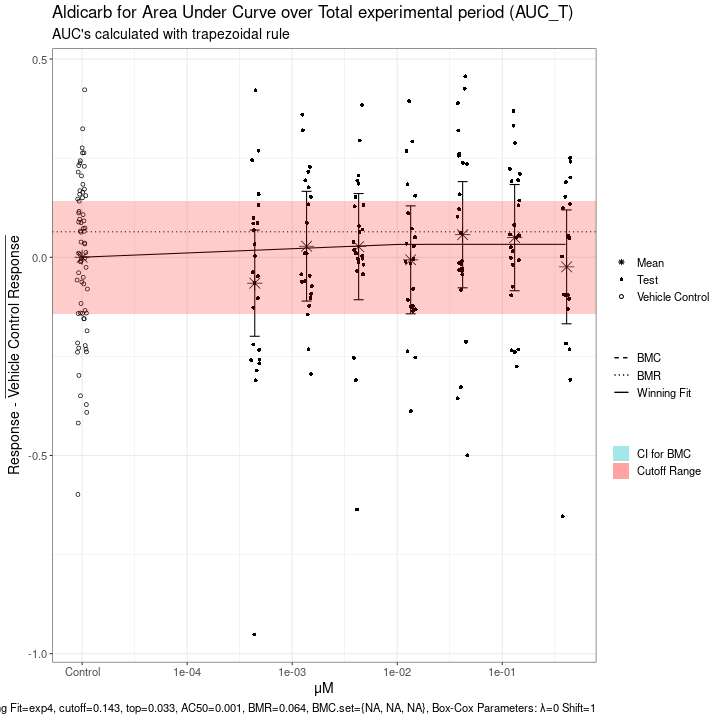 Aldicarb for Area Under Curve over Total experimental period (AUC_T)
AUC's calculated with trapezoidal rule
0.5
0.0
-0.5
-1.0
Response - Vehicle Control Response
Control
1e-04
1e-03
1e-02
1e-01
μM
Mean
Test
Vehicle Control
BMC
BMR
Winning Fit
CI for BMC
Cutoff Range
g Fit=exp4, cutoff=0.143, top=0.033, AC50=0.001, BMR=0.064, BMC.set={NA, NA, NA}, Box-Cox Parameters: λ=0 Shift=1